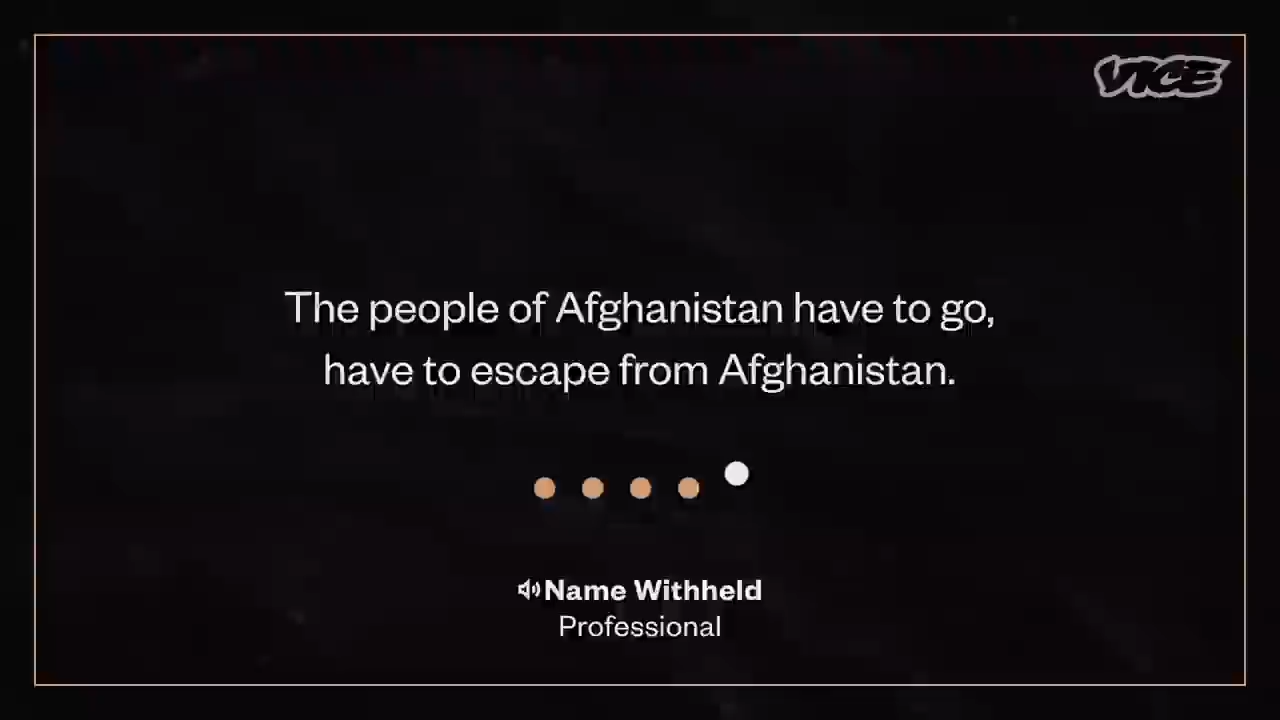 VICE
The people of Afghanistan have to go,
have to escape from Afghanistan.
Name Withheld
Professional